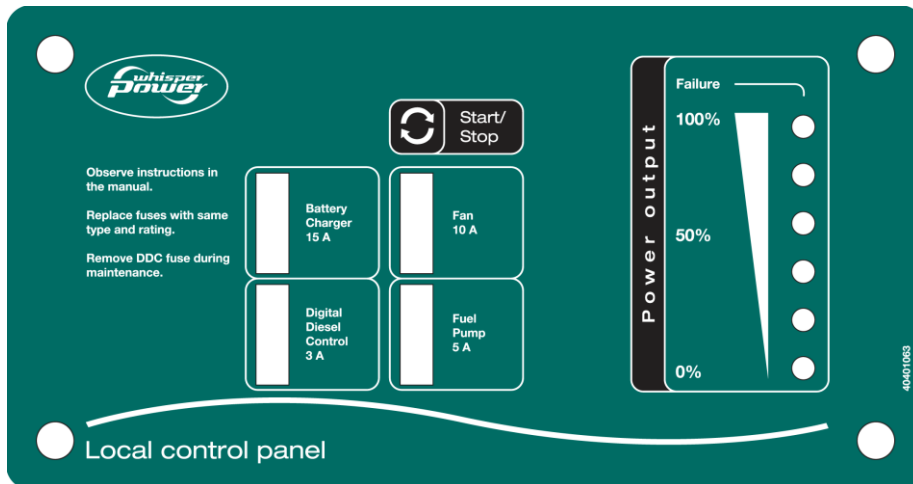 whisper
power
Observe instructions in
the manual.
Replace fuses with same
type and rating.
Remove DDC fuse during
maintenance.
Start/
Stop
Battery
Charger
15 A
Fan
10 A
Digital
Diesel
Control
3 A
Fuel
Pump
5 A
Power output
Failure
100%
50%
0%
40401063
Local control panel